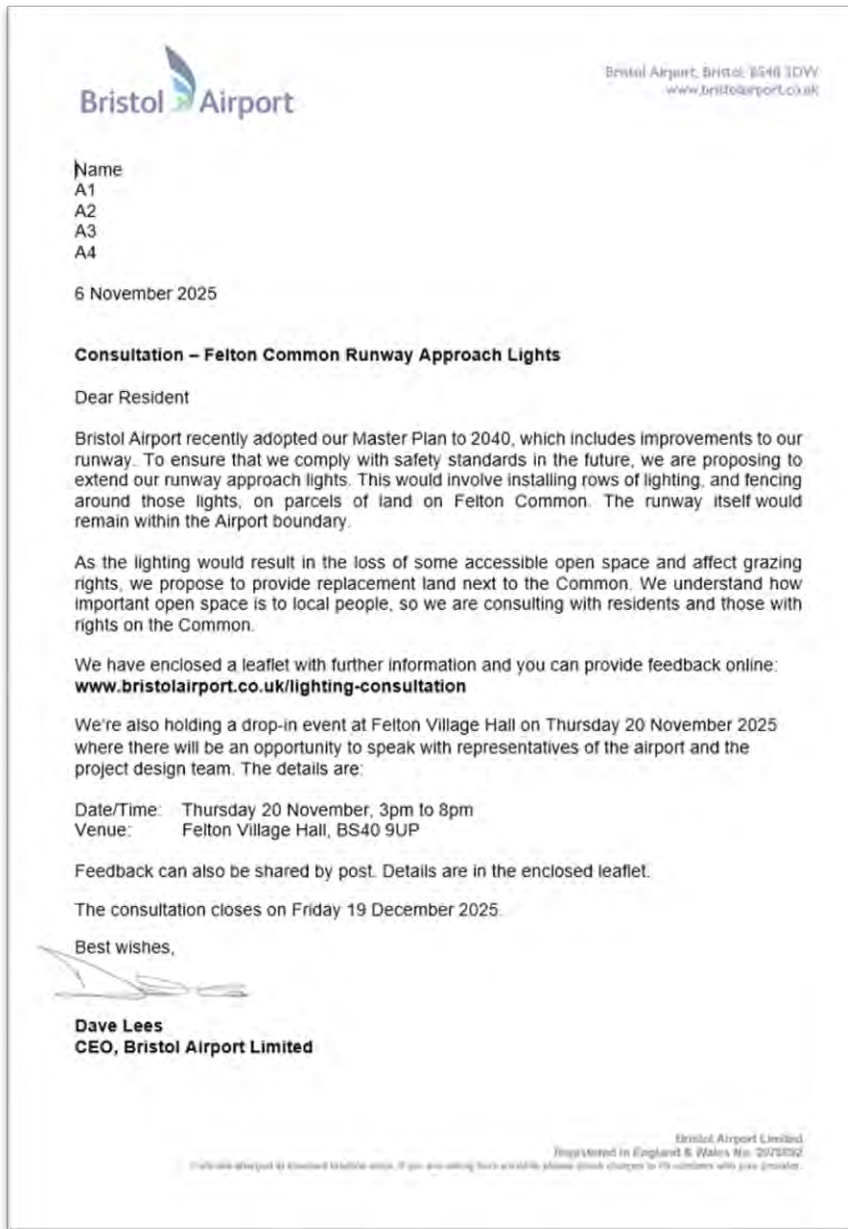 Bristol Airport
Bristol Airport, Bristol, BS48 3DW
www.bristolairport.co.uk
Name
A1
A2
A3
A4
6 November 2025
Consultation – Felton Common Runway Approach Lights
Dear Resident
Bristol Airport recently adopted our Master Plan to 2040, which includes improvements to our
runway. To ensure that we comply with safety standards in the future, we are proposing to
extend our runway approach lights. This would involve installing rows of lighting, and fencing
around those lights, on parcels of land on Felton Common. The runway itself would
remain within the Airport boundary.
As the lighting would result in the loss of some accessible open space and affect grazing
rights, we propose to provide replacement land next to the Common. We understand how
important open space is to local people, so we are consulting with residents and those with
rights on the Common.
We have enclosed a leaflet with further information and you can provide feedback online:
www.bristolairport.co.uk/lighting-consultation
We're also holding a drop-in event at Felton Village Hall on Thursday 20 November 2025
where there will be an opportunity to speak with representatives of the airport and the
project design team. The details are:
Date/Time: Thursday 20 November, 3pm to 8pm
Venue: Felton Village Hall, BS40 9UP
Feedback can also be shared by post. Details are in the enclosed leaflet.
The consultation closes on Friday 19 December 2025.
Best wishes,
Dave Lees
CEO, Bristol Airport Limited
Bristol Airport Limited
Registered in England & Wales No.